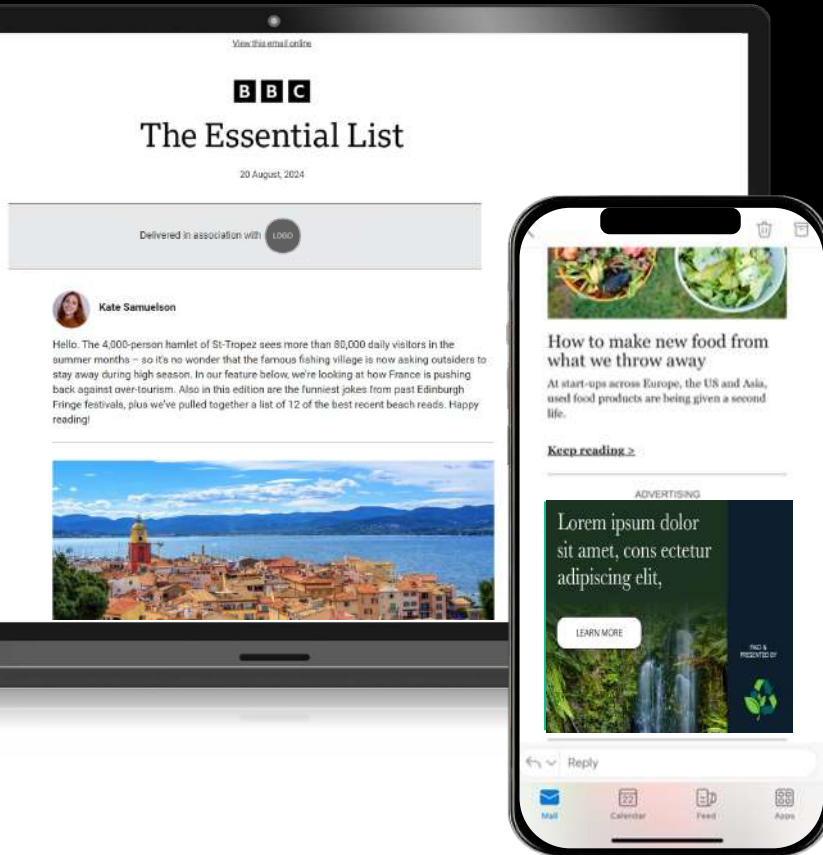 View this email online
B B C
The Essential List
20 August, 2024
Delivered in association with LOGO
Kate Samuelson
Hello. The 4,000-person hamlet of St-Tropez sees more than 80,000 daily visitors in the
summer months – so it's no wonder that the famous fishing village is now asking outsiders to
stay away during high season. In our feature below, we're looking at how France is pushing
back against over-tourism. Also in this edition are the funniest jokes from past Edinburgh
Fringe festivals, plus we've pulled together a list of 12 of the best recent beach reads. Happy
reading!
How to make new food from
what we throw away
At start-ups across Europe, the US and Asia,
used food products are being given a second
life.
Keep reading >
ADVERTISING
Lorem ipsum dolor
sit amet, cons ectetur
adipiscing elit,
LEARN MORE
PAID &
PRESENTED BY
Reply
22
Mail Calendar Feed Apps